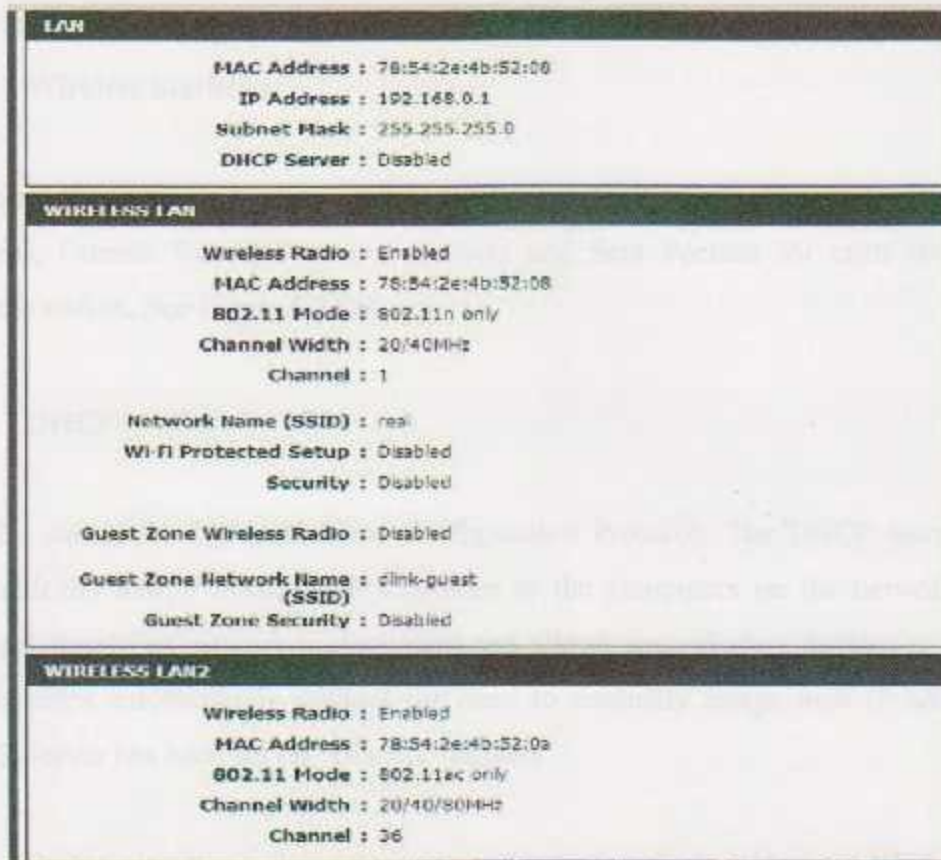 LAN
MAC Address : 78:54:2e:4b:52:08
IP Address : 192.168.0.1
Subnet Mask : 255.255.255.0
DHCP Server : Disabled
WIRELESS LAN
Wireless Radio : Enabled
MAC Address : 78:54:2e:4b:52:08
802.11 Mode : 802.11n only
Channel Width : 20/40MHz
Channel : 1
Network Name (SSID) : real
Wi-Fi Protected Setup : Disabled
Security : Disabled
Guest Zone Wireless Radio : Disabled
Guest Zone Network Name : dlink-guest
(SSID)
Guest Zone Security : Disabled
WIRELESS LAN2
Wireless Radio : Enabled
MAC Address : 78:54:2e:4b:52:0a
802.11 Mode : 802.11ac only
Channel Width : 20/40/80MHz
Channel : 36